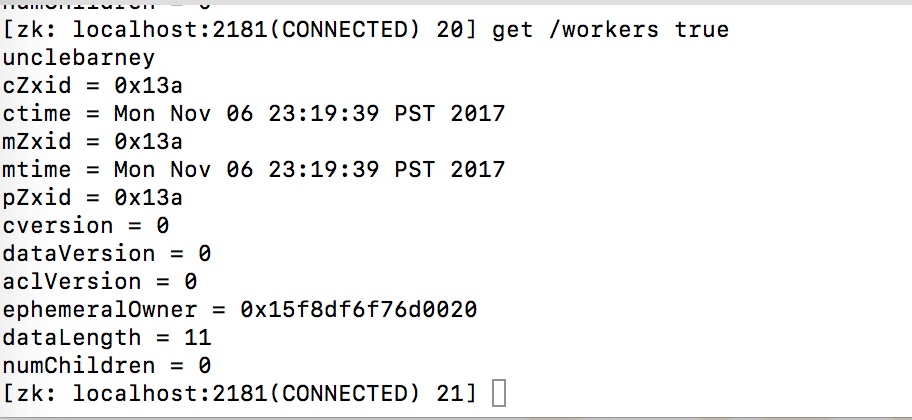 numChildren = 0
[zk: localhost:2181(CONNECTED) 20] get /workers true
unclebarney
cZxid = 0x13a
ctime = Mon Nov 06 23:19:39 PST 2017
mZxid = 0x13a
mtime = Mon Nov 06 23:19:39 PST 2017
pZxid = 0x13a
cversion = 0
dataVersion = 0
aclVersion = 0
ephemeralOwner = 0x15f8df6f76d0020
dataLength = 11
numChildren = 0
[zk: localhost:2181(CONNECTED) 21]